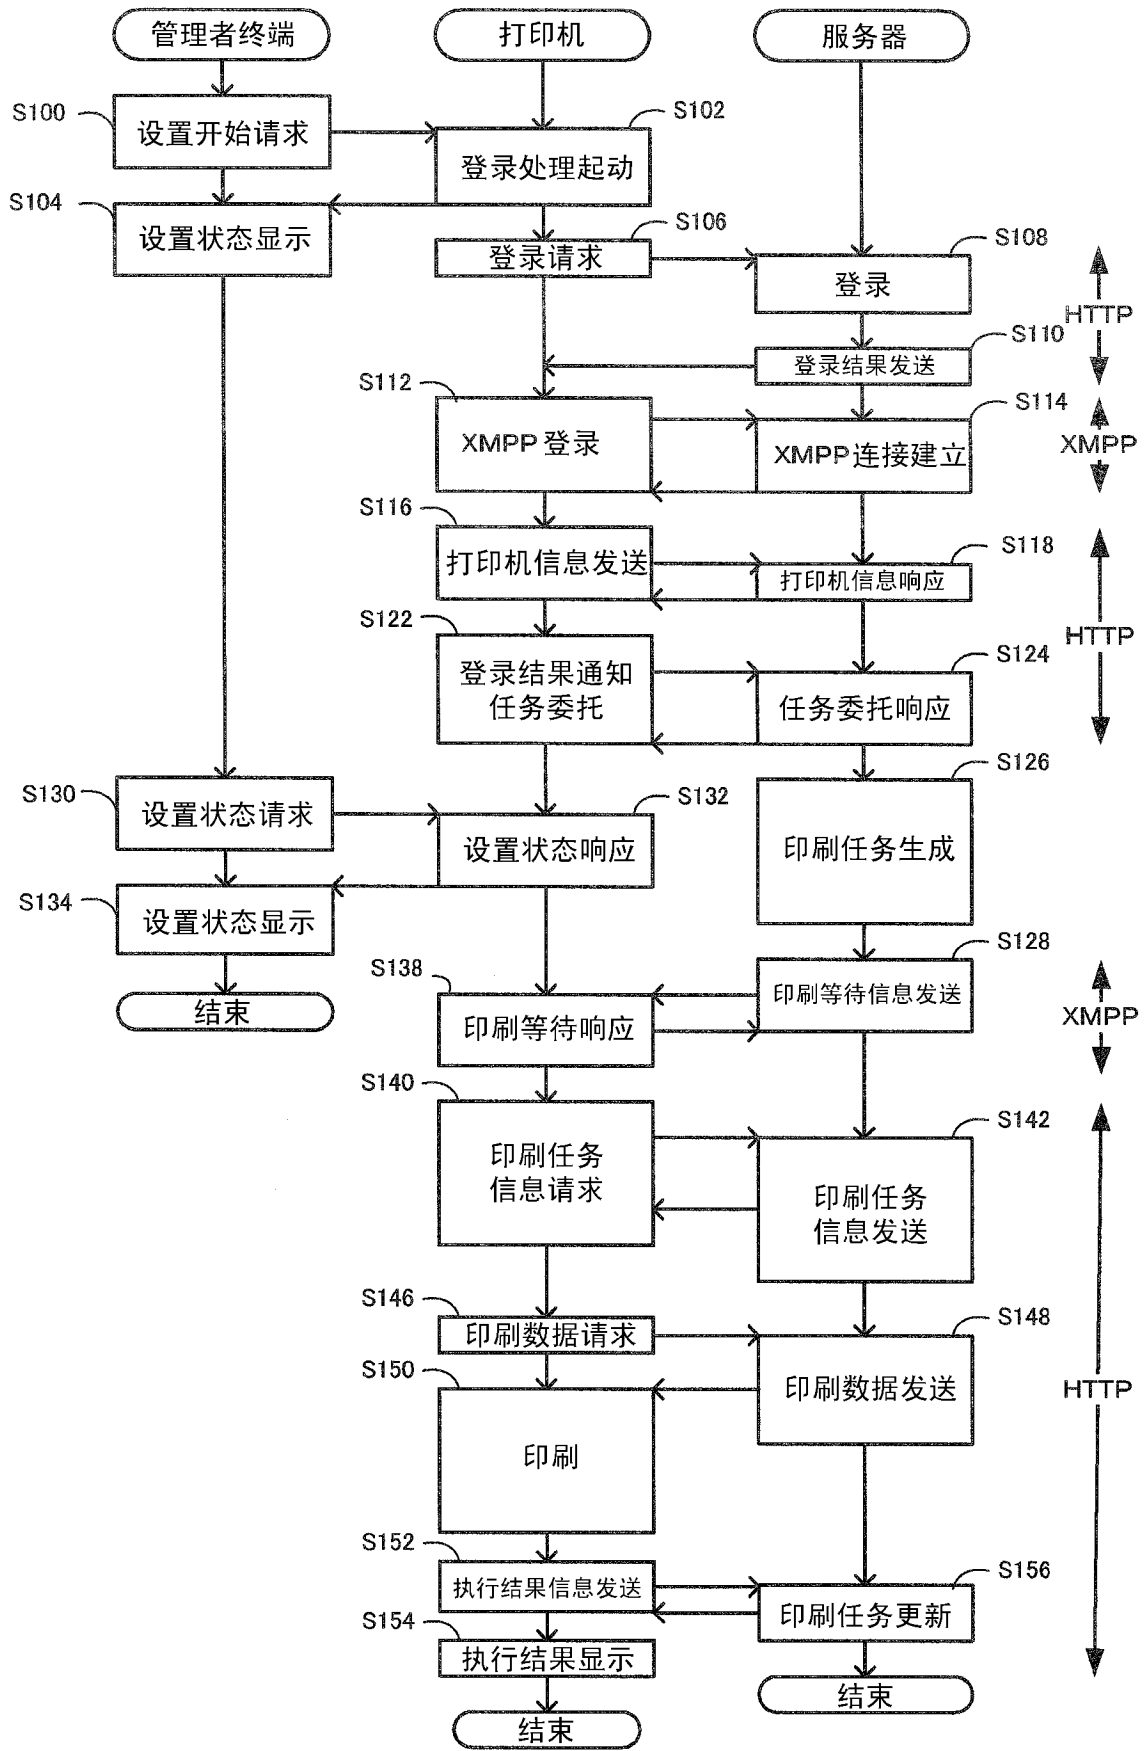 管理者终端
打印机
服务器
S100
设置开始请求
S102
登录处理起动
S104
设置状态显示
S106
登录请求
S108
登录
HTTP
S110
登录结果发送
S112
XMPP 登录
S114
XMPP 连接建立
XMPP
S116
打印机信息发送
S118
打印机信息响应
HTTP
S122
登录结果通知
任务委托
S124
任务委托响应
S126
印刷任务生成
S130
设置状态请求
S132
设置状态响应
S134
设置状态显示
结束
S128
印刷等待信息发送
XMPP
S138
印刷等待响应
S140
印刷任务
信息请求
S142
印刷任务
信息发送
S146
印刷数据请求
S148
印刷数据发送
HTTP
S150
印刷
S152
执行结果信息发送
S156
印刷任务更新
S154
执行结果显示
结束
结束